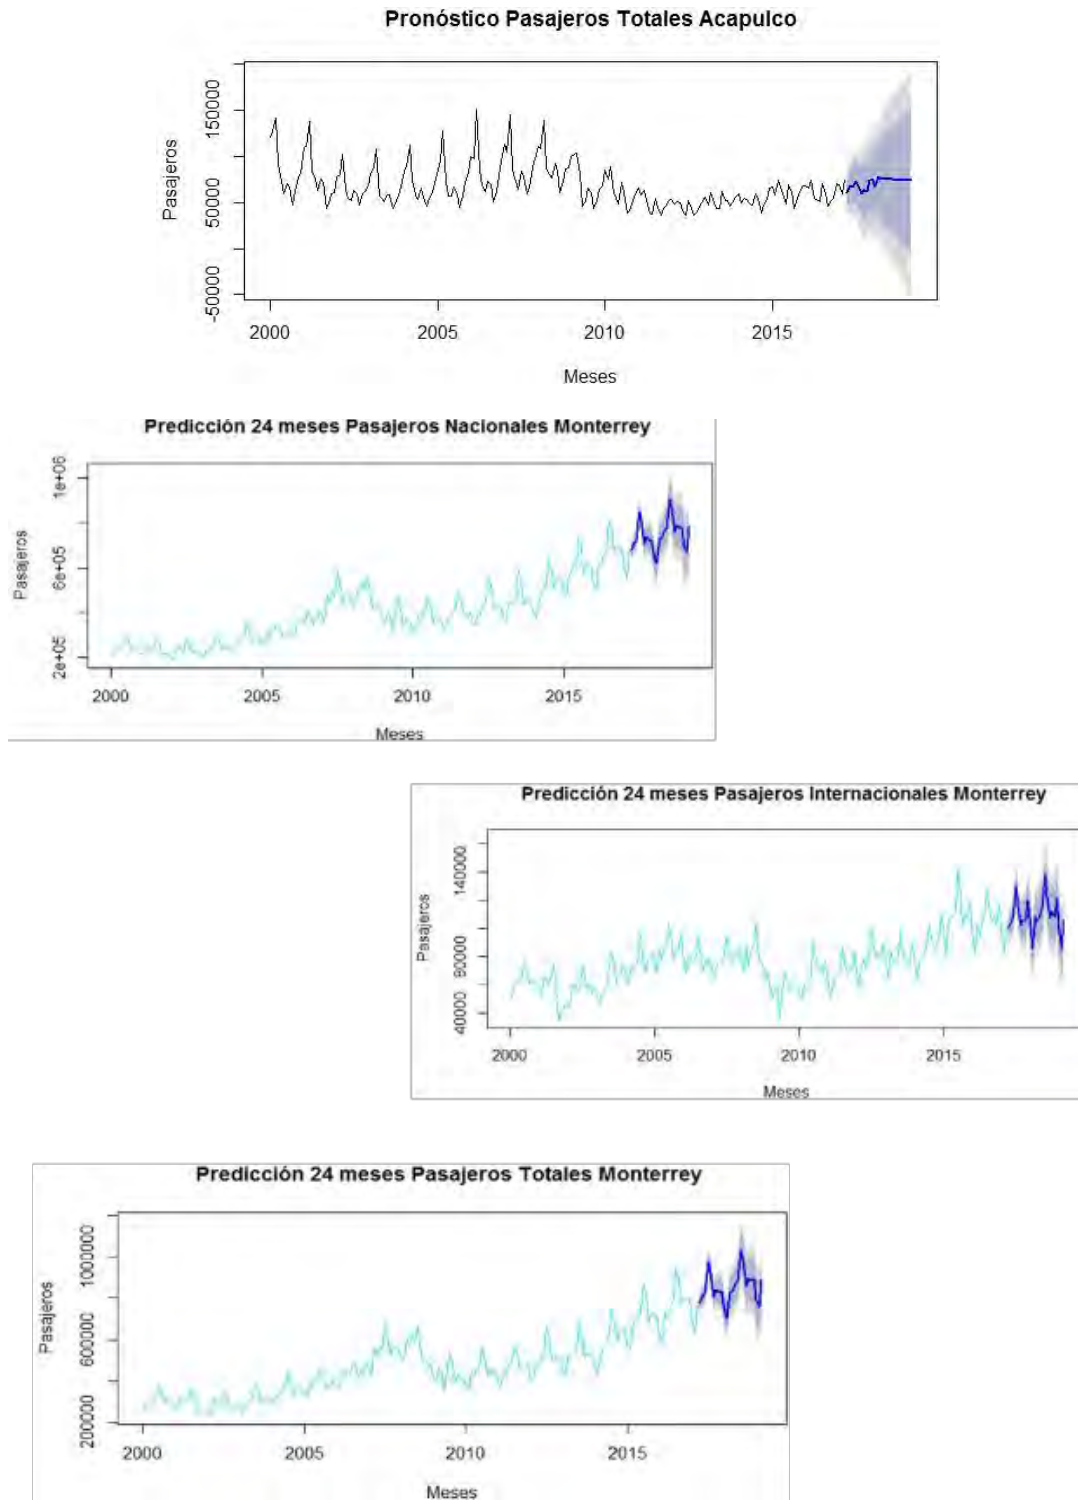 Pronóstico Pasajeros Totales Acapulco
Pasajeros
150000
50000
-50000
2000 2005 2010 2015
Meses
Predicción 24 meses Pasajeros Nacionales Monterrey
Pasajeros
1e+06
6e+05
2e+05
2000 2005 2010 2015
Meses
Predicción 24 meses Pasajeros Internacionales Monterrey
Pasajeros
140000
80000
40000
2000 2005 2010 2015
Meses
Predicción 24 meses Pasajeros Totales Monterrey
Pasajeros
1000000
600000
200000
2000 2005 2010 2015
Meses